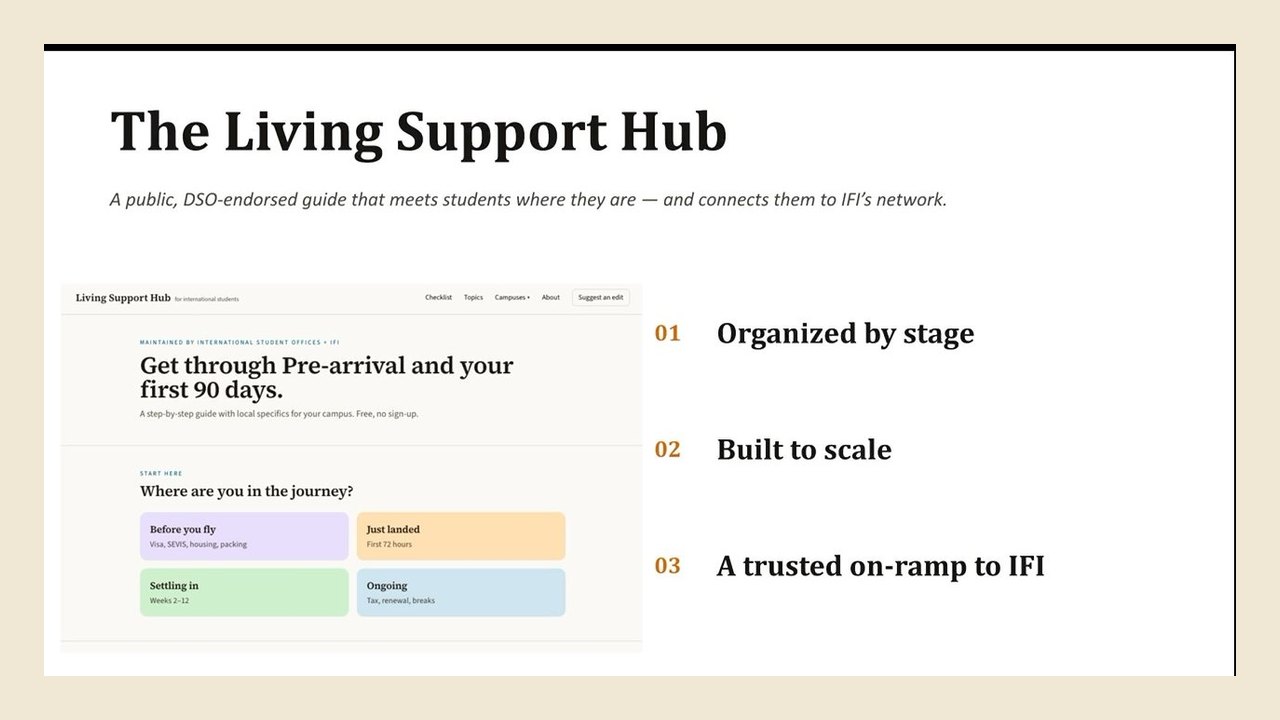 The Living Support Hub
A public, DSO-endorsed guide that meets students where they are — and connects them to IFI’s network.
Living Support Hub for international students
Checklist Topics Campuses ▾ About Suggest an edit
MAINTAINED BY INTERNATIONAL STUDENT OFFICES + IFI
Get through Pre-arrival and your
first 90 days.
A step-by-step guide with local specifics for your campus. Free, no sign-up.
START HERE
Where are you in the journey?
Before you fly
Visa, SEVIS, housing, packing
Just landed
First 72 hours
Settling in
Weeks 2–12
Ongoing
Tax, renewal, breaks
01 Organized by stage
02 Built to scale
03 A trusted on-ramp to IFI